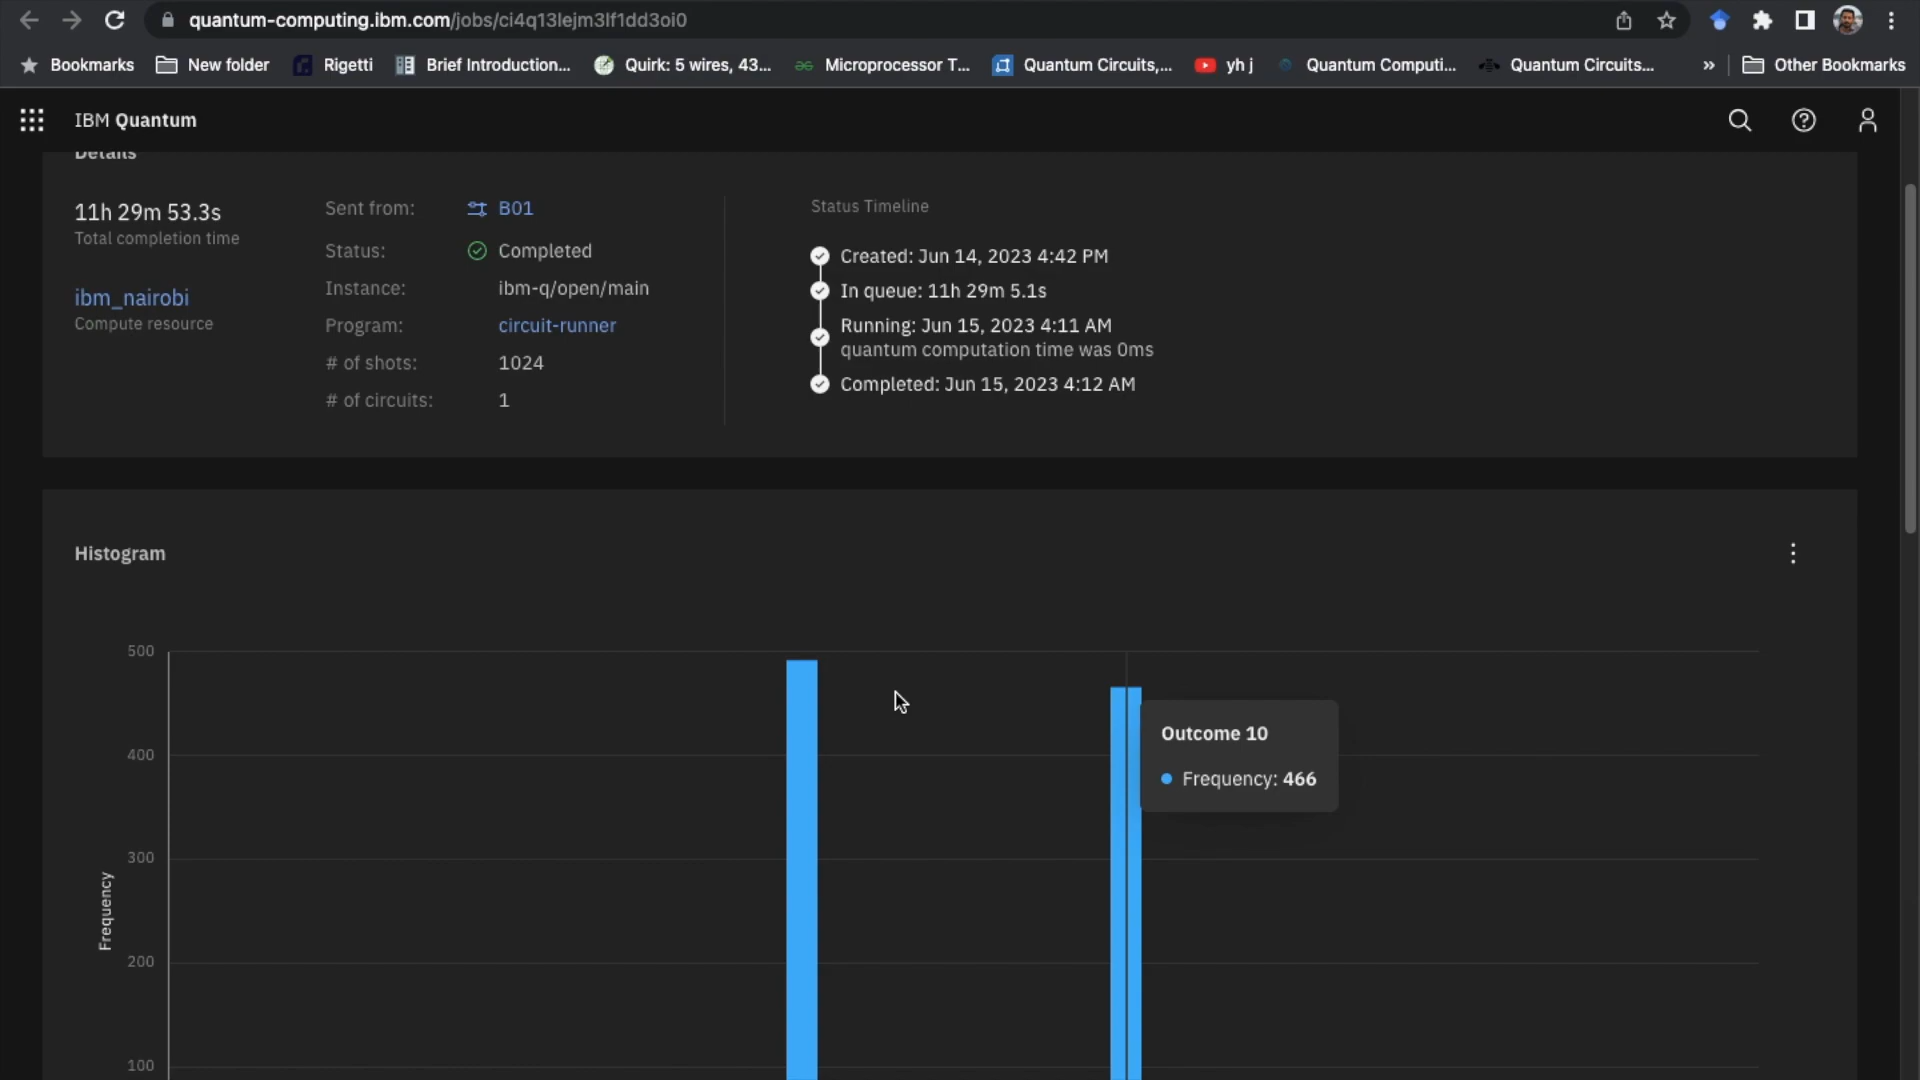 quantum-computing.ibm.com/jobs/ci4q13lejm3lf1dd3oi0
Bookmarks New folder Rigetti Brief Introduction... Quirk: 5 wires, 43... Microprocessor T... Quantum Circuits,... yh j Quantum Computi... Quantum Circuits... » Other Bookmarks
IBM Quantum
Details
11h 29m 53.3s
Total completion time
ibm_nairobi
Compute resource
Sent from: B01
Status: Completed
Instance: ibm-q/open/main
Program: circuit-runner
# of shots: 1024
# of circuits: 1
Status Timeline
Created: Jun 14, 2023 4:42 PM
In queue: 11h 29m 5.1s
Running: Jun 15, 2023 4:11 AM
quantum computation time was 0ms
Completed: Jun 15, 2023 4:12 AM
Histogram
500
400
300
200
100
Frequency
Outcome 10
Frequency: 466